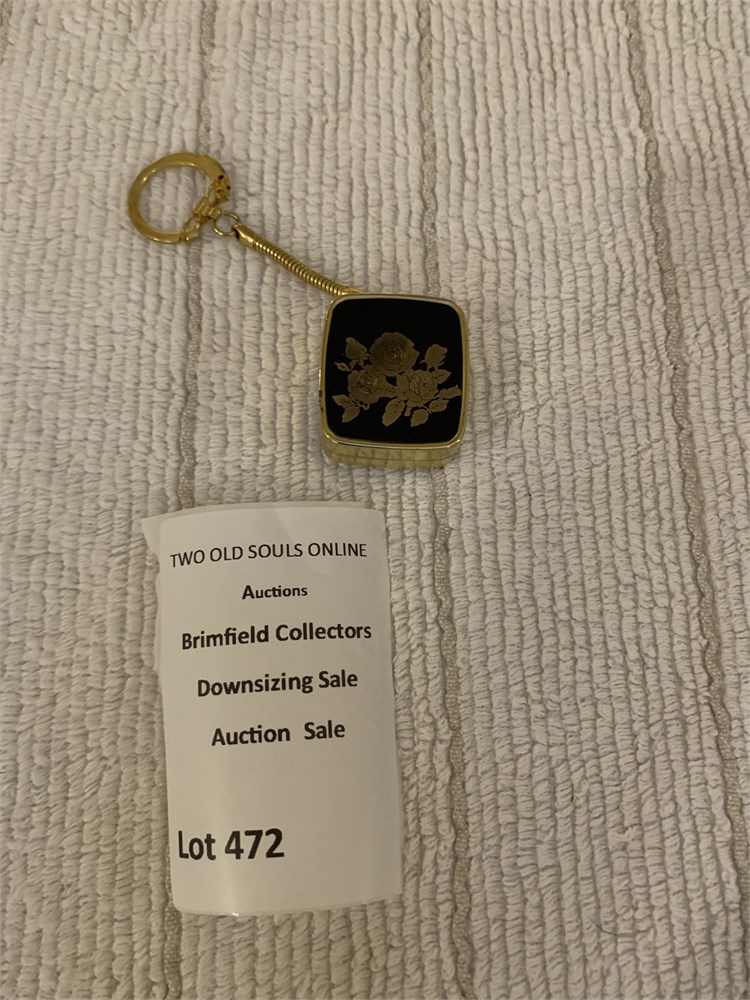 TWO OLD SOULS ONLINE
Auctions
Brimfield Collectors
Downsizing Sale
Auction Sale
Lot 472